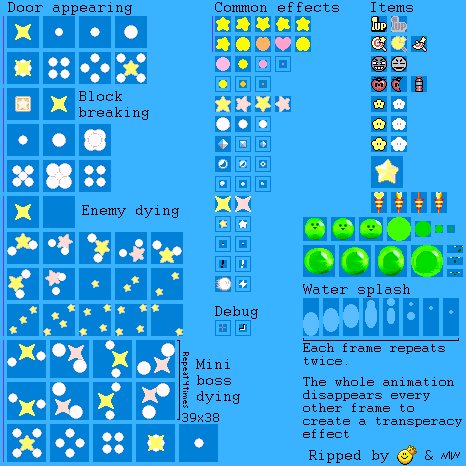 Door appearing
Common effects
Items
Block
breaking
Enemy dying
Debug
Water splash
Each frame repeats
twice.
The whole animation
disappears every
other frame to
create a transperacy
effect
Mini
boss
dying
Repeat 4 times
39x38
Ripped by & MW